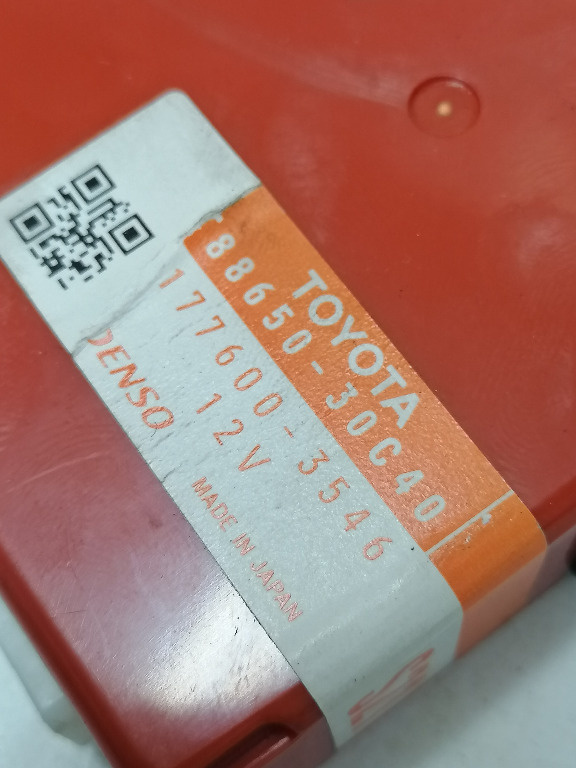 TOYOTA
88650-30C40
177600-3546
DENSO 12V
MADE IN JAPAN